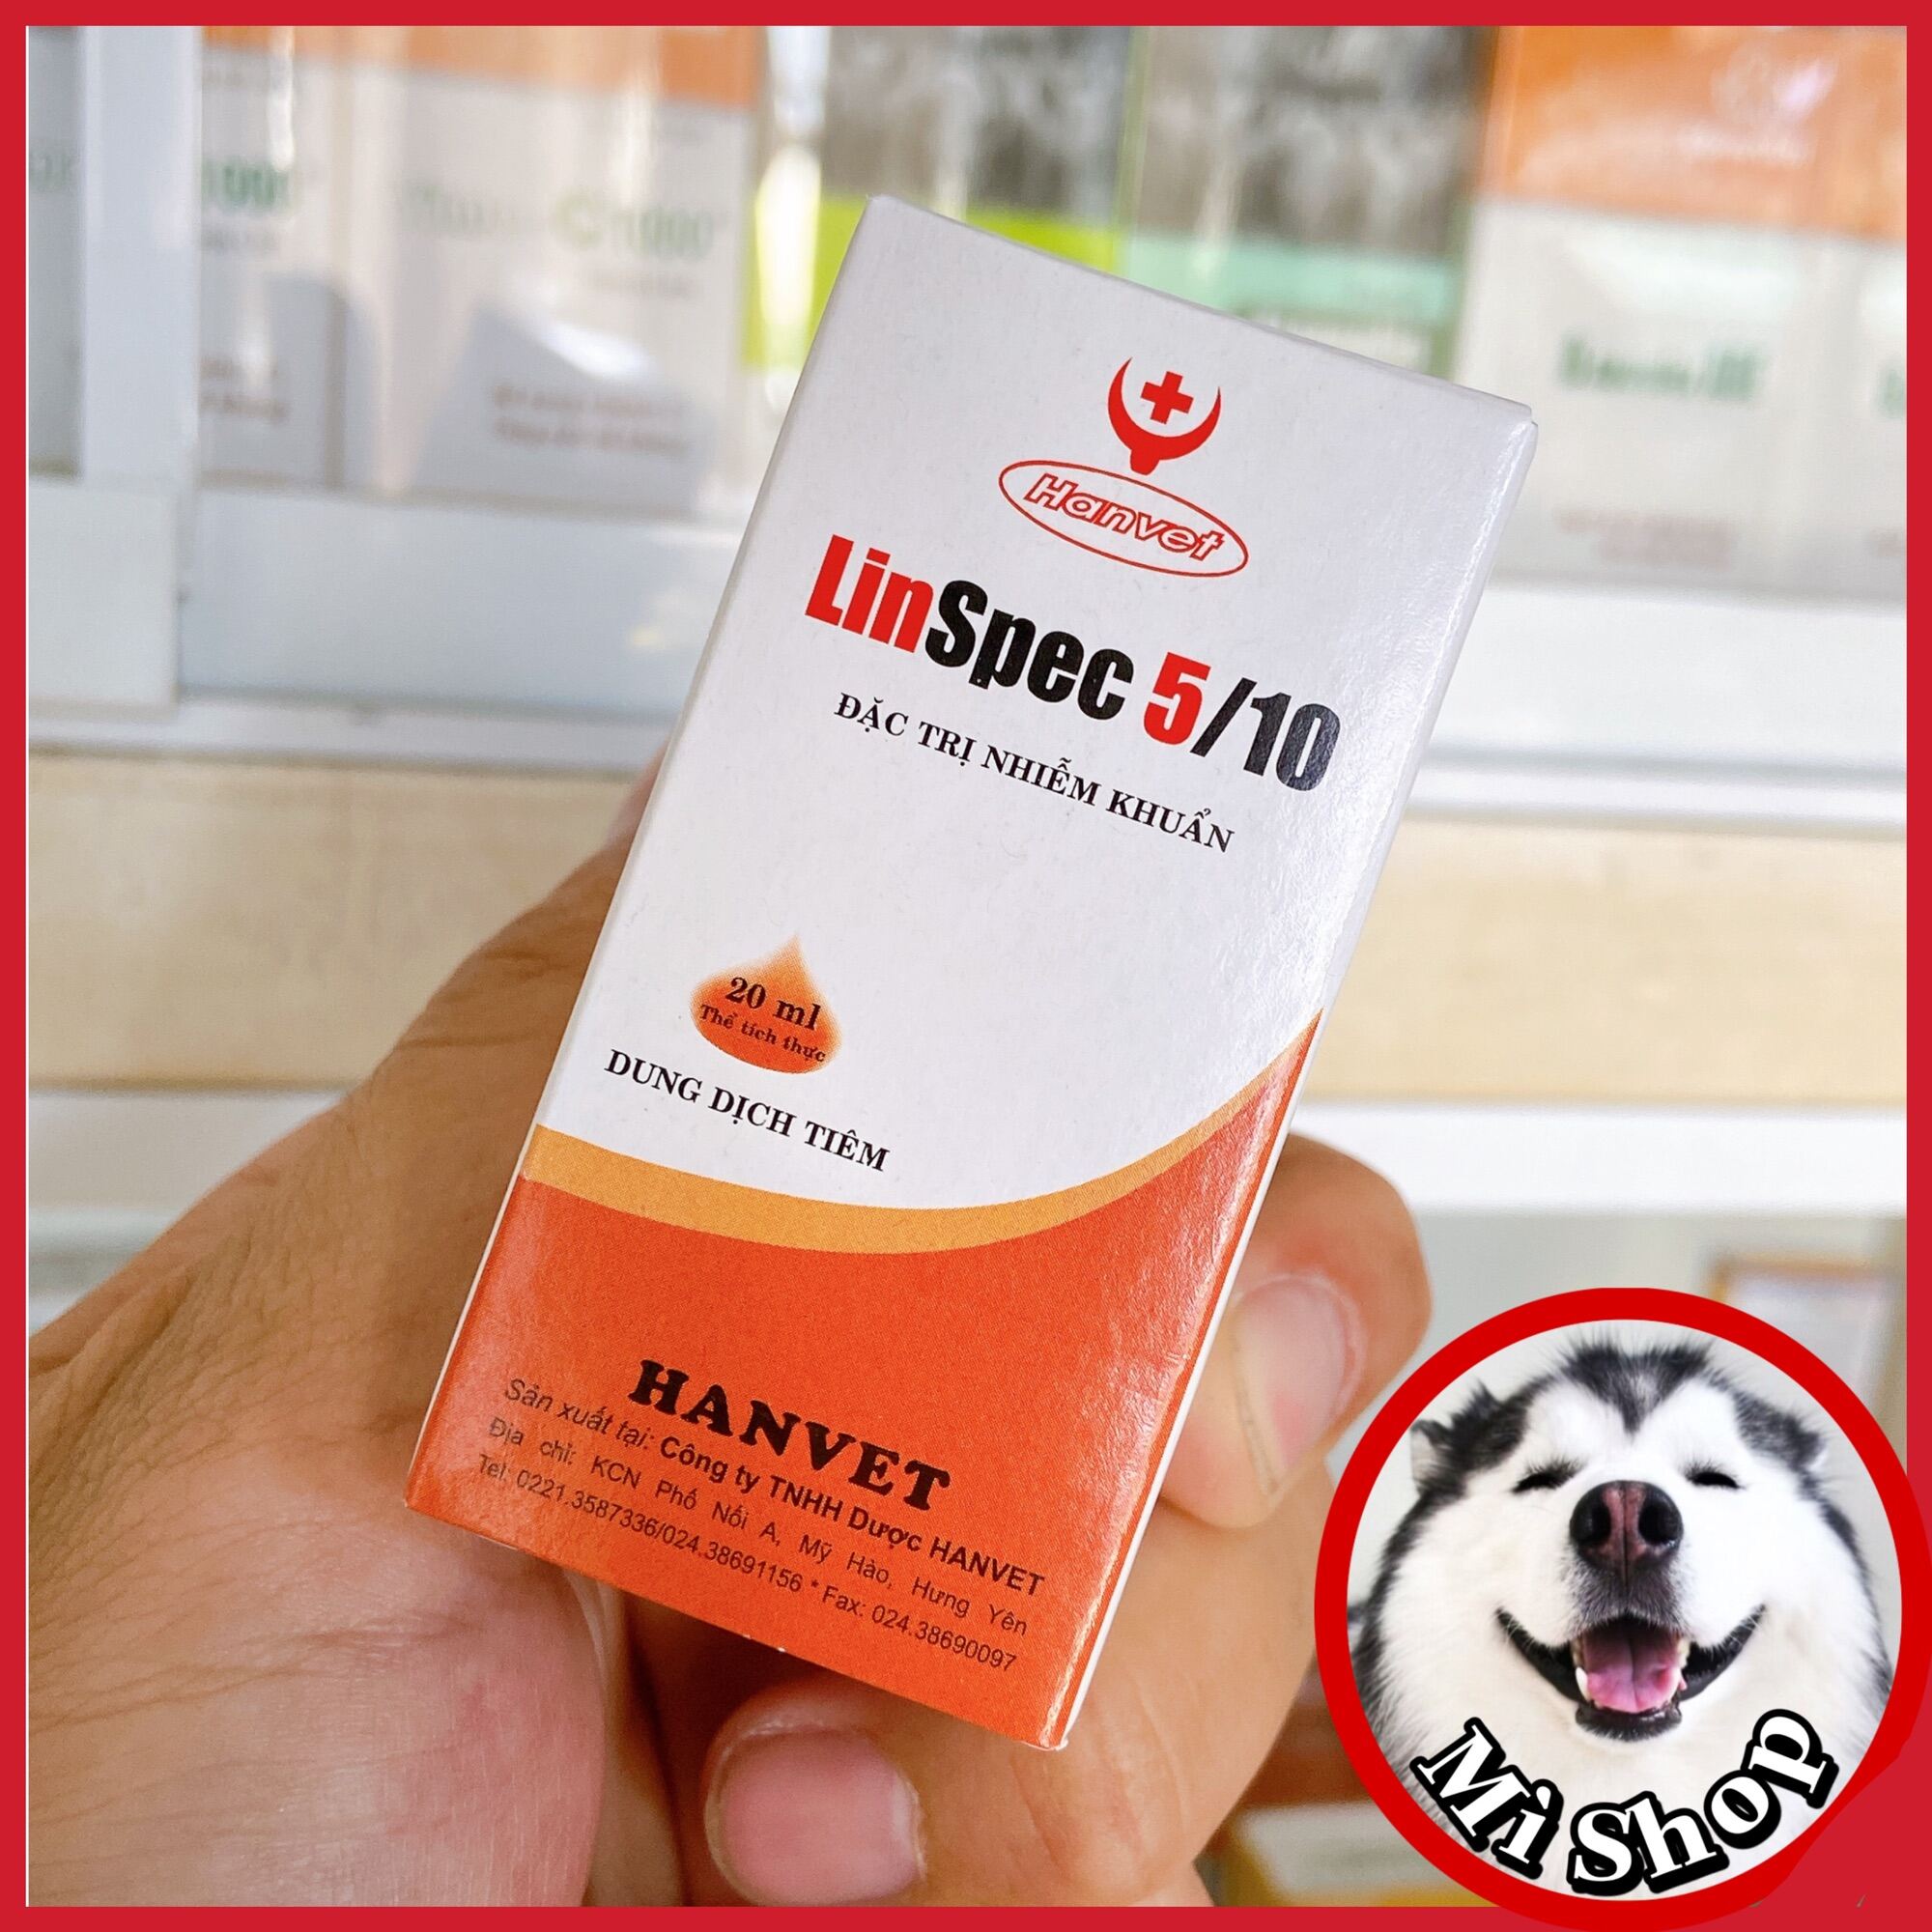 Hanvet
LinSpec 5/10
ĐẶC TRỊ NHIỄM KHUẨN
20 ml
Thể tích thực
DUNG DỊCH TIÊM
HANVET
Sản xuất tại: Công ty TNHH Dược HANVET
Địa chỉ: KCN Phố Nối A, Mỹ Hào, Hưng Yên
Tel: 0221.3587336/024.38691156 * Fax: 024.38690097
Mi Shop